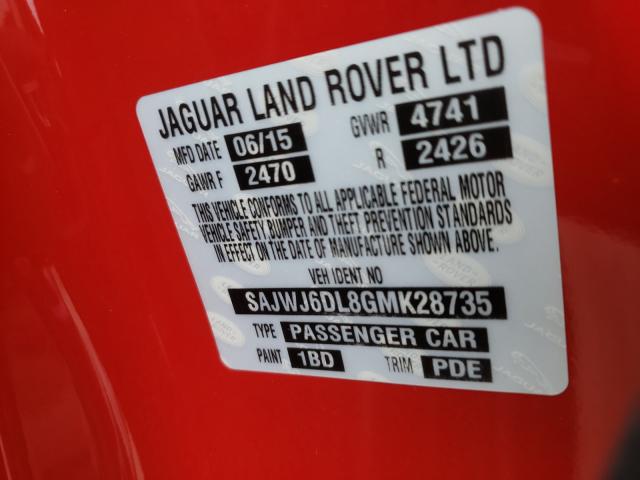 JAGUAR LAND ROVER LTD
MFD DATE 06/15 GVWR 4741
GAWR F 2470 R 2426
THIS VEHICLE CONFORMS TO ALL APPLICABLE FEDERAL MOTOR
VEHICLE SAFETY, BUMPER AND THEFT PREVENTION STANDARDS
IN EFFECT ON THE DATE OF MANUFACTURE SHOWN ABOVE.
VEH IDENT NO
SAJWJ6DL8GMK28735
TYPE PASSENGER CAR
PAINT 1BD TRIM PDE